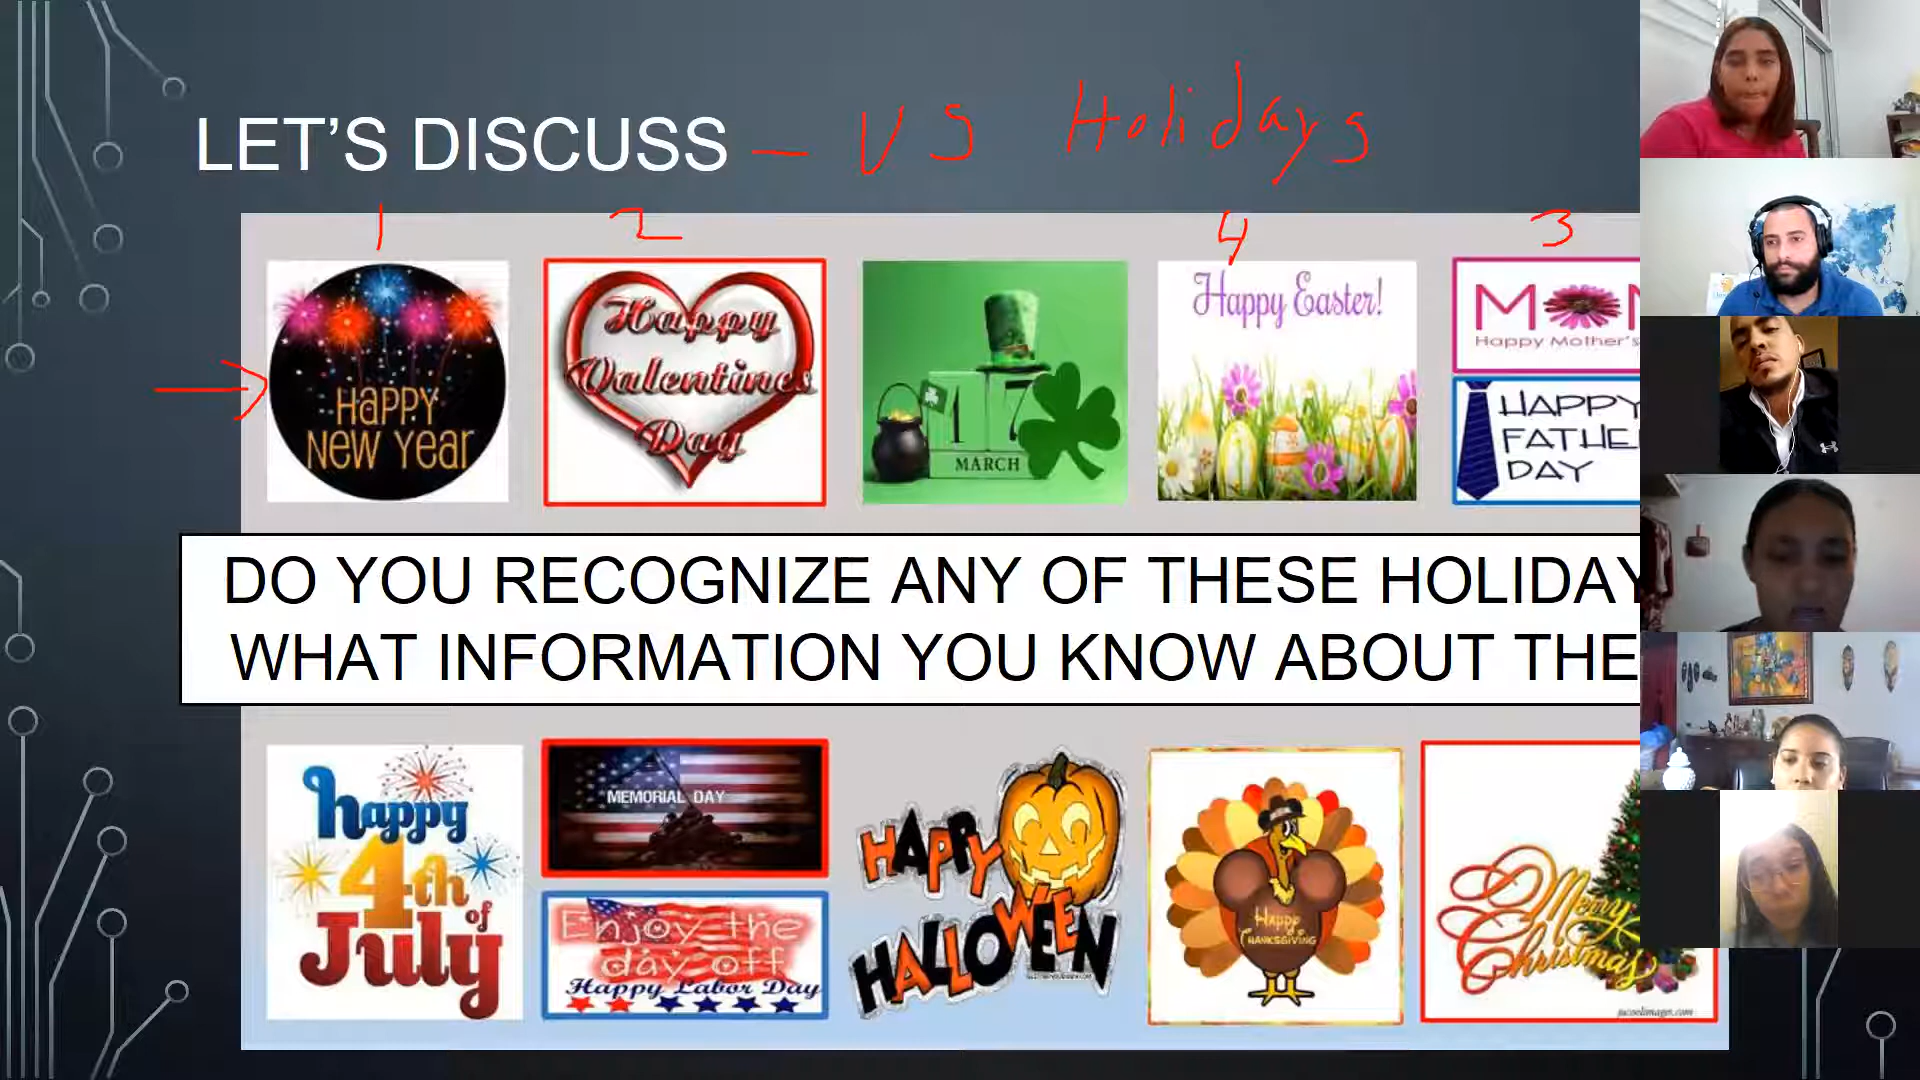 LET'S DISCUSS – US Holidays
1 2 4 3
HAPPY
NEW YEAR
Happy
Valentines
Day
17
MARCH
Happy Easter!
Happy Mother's
HAPPY
FATHE
DAY
DO YOU RECOGNIZE ANY OF THESE HOLIDAY
WHAT INFORMATION YOU KNOW ABOUT THE
happy
4th
of
July
MEMORIAL DAY
Enjoy the
day off
Happy Labor Day
HAPPY
HALLOWEEN
Happy
THANKSGIVING
Merry
Christmas